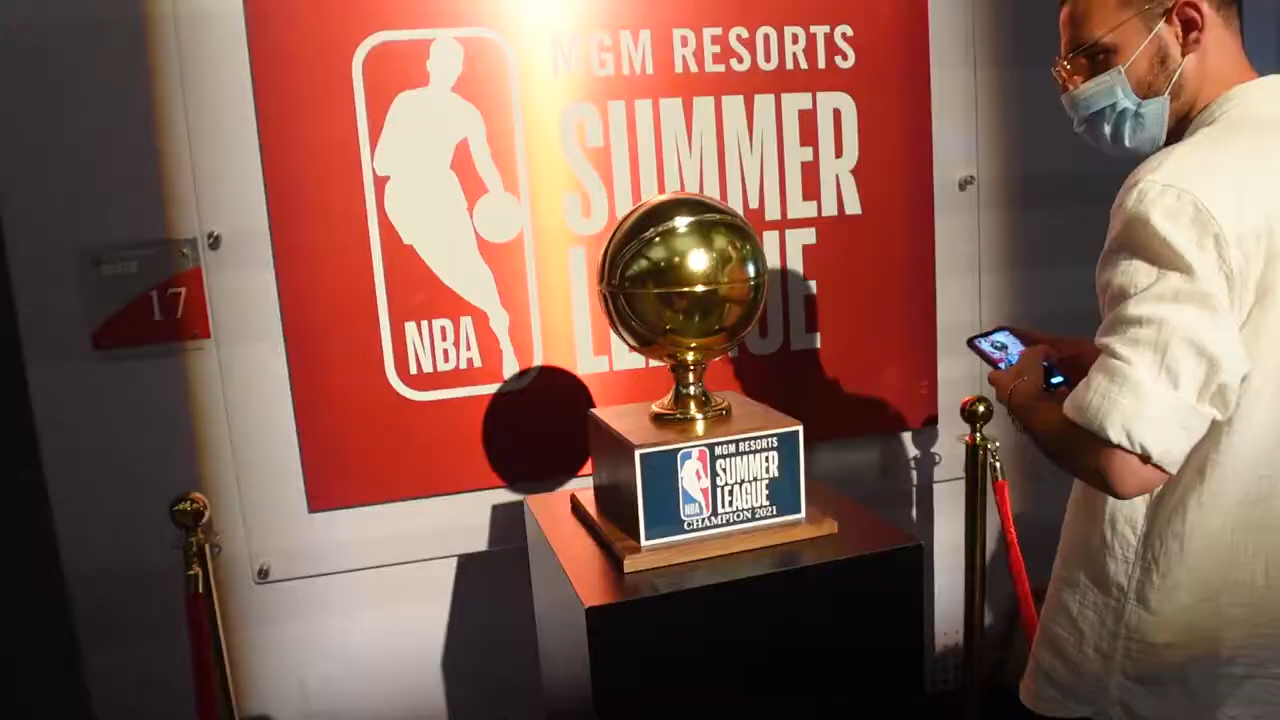 MGM RESORTS
SUMMER
LEAGUE
NBA
17
MGM RESORTS
SUMMER
LEAGUE
NBA
CHAMPION 2021